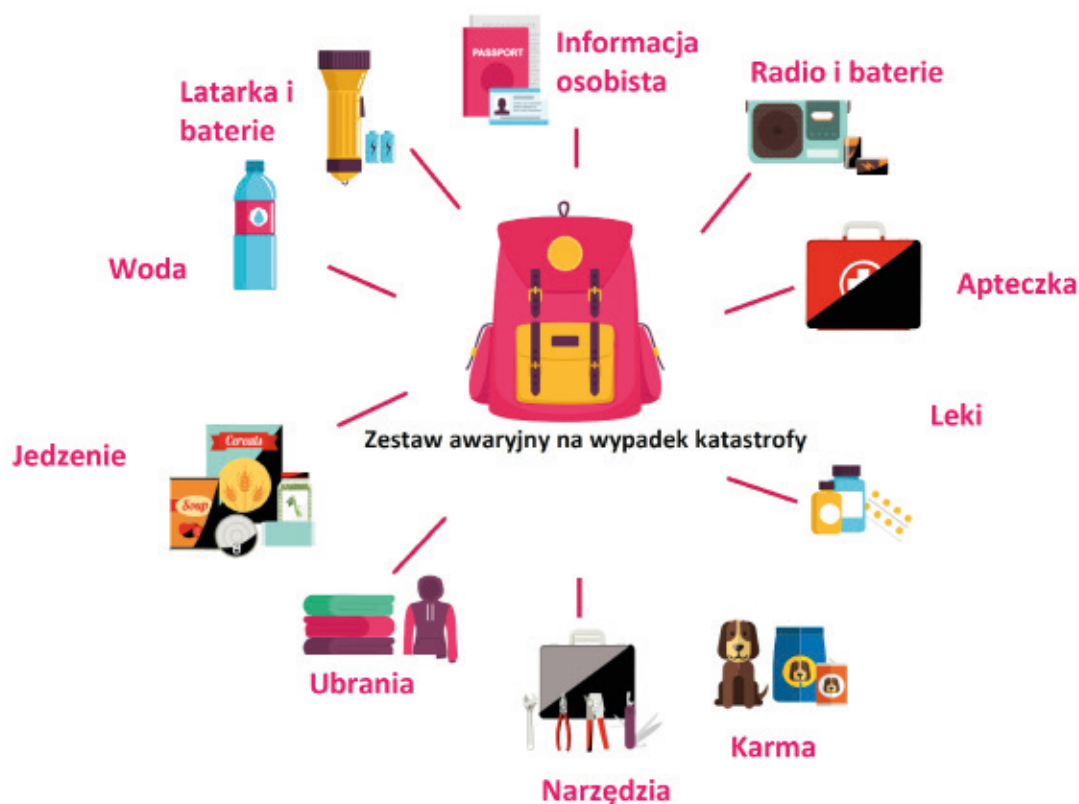 Informacja
osobista
PASSPORT
Radio i baterie
Latarka i
baterie
Woda
Apteczka
Leki
Zestaw awaryjny na wypadek katastrofy
Jedzenie
Cereals
Soup
Ubrania
Karma
Narzędzia